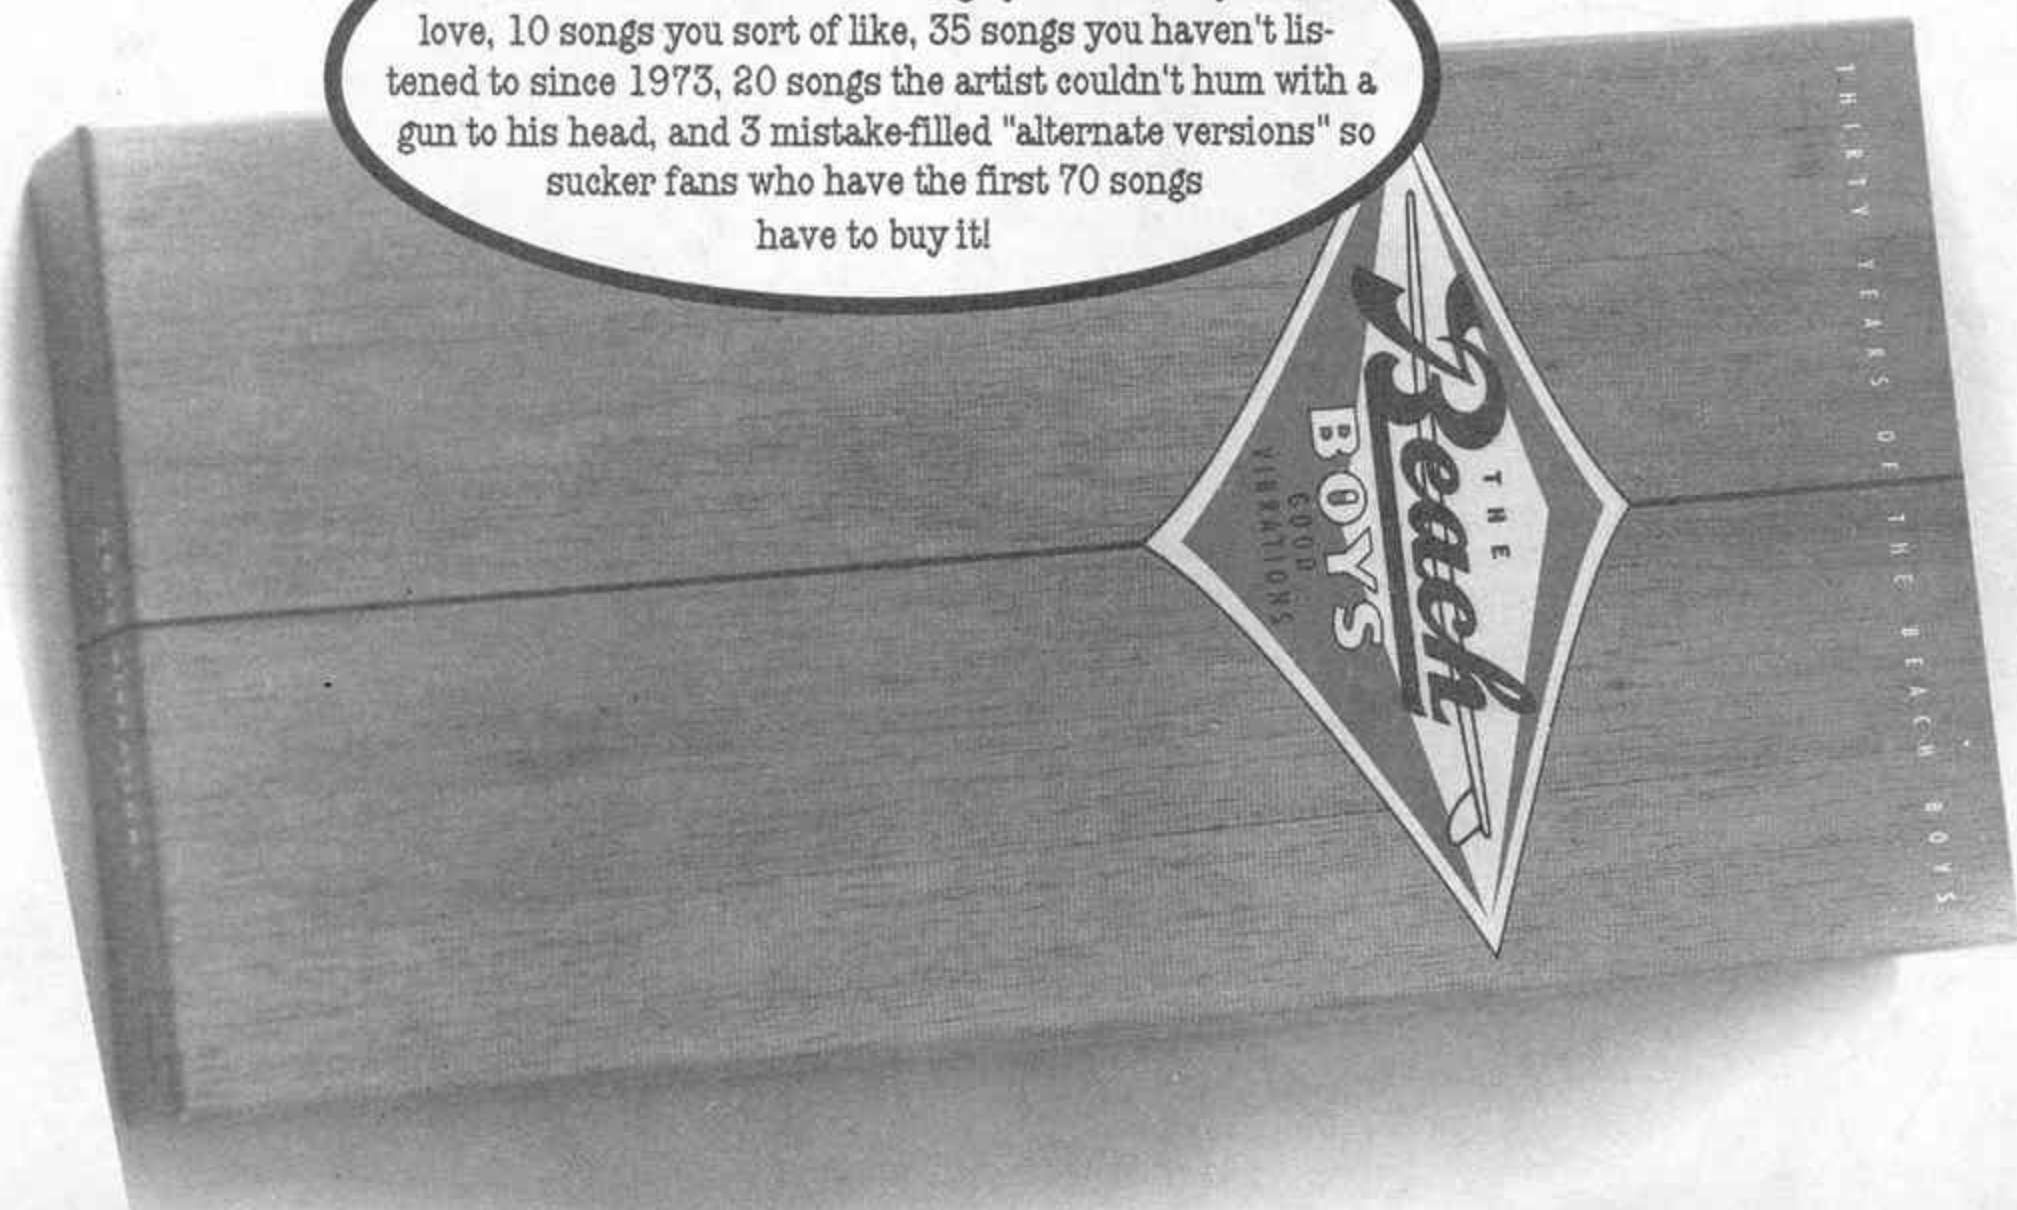 love, 10 songs you sort of like, 35 songs you haven't lis-
tened to since 1973, 20 songs the artist couldn't hum with a
gun to his head, and 3 mistake-filled "alternate versions" so
sucker fans who have the first 70 songs
have to buy it!
THE
Beach
BOYS
GOOD
VIBRATIONS
THIRTY YEARS OF THE BEACH BOYS